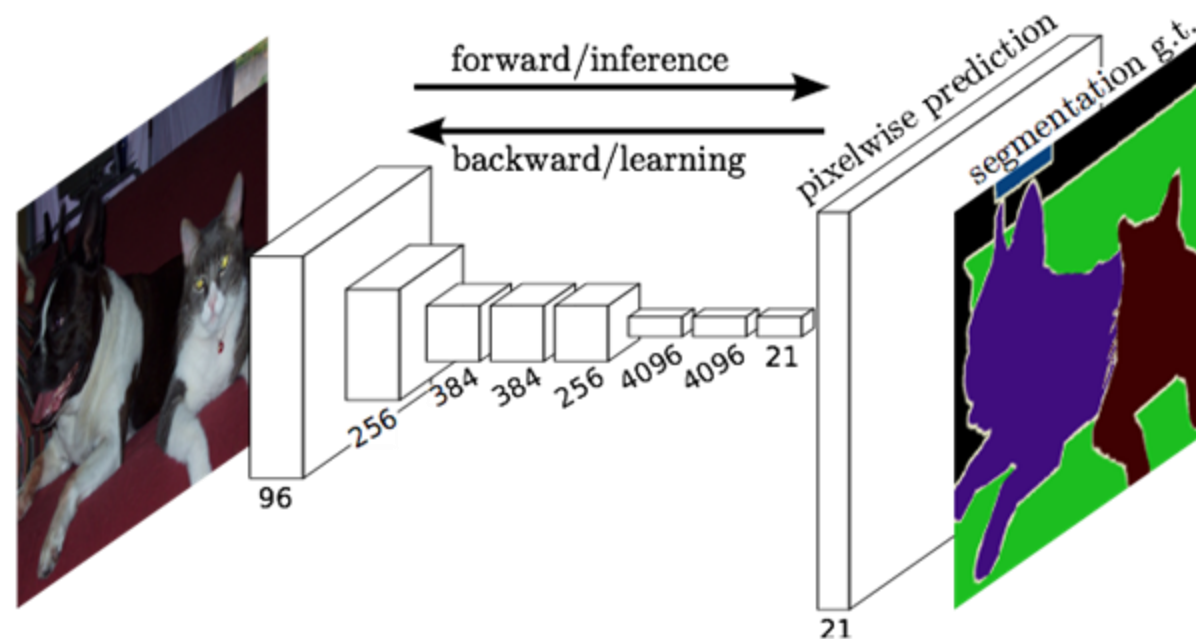 forward/inference
backward/learning
pixelwise prediction
segmentation g.t.
96
256
384
384
256
4096
4096
21
21